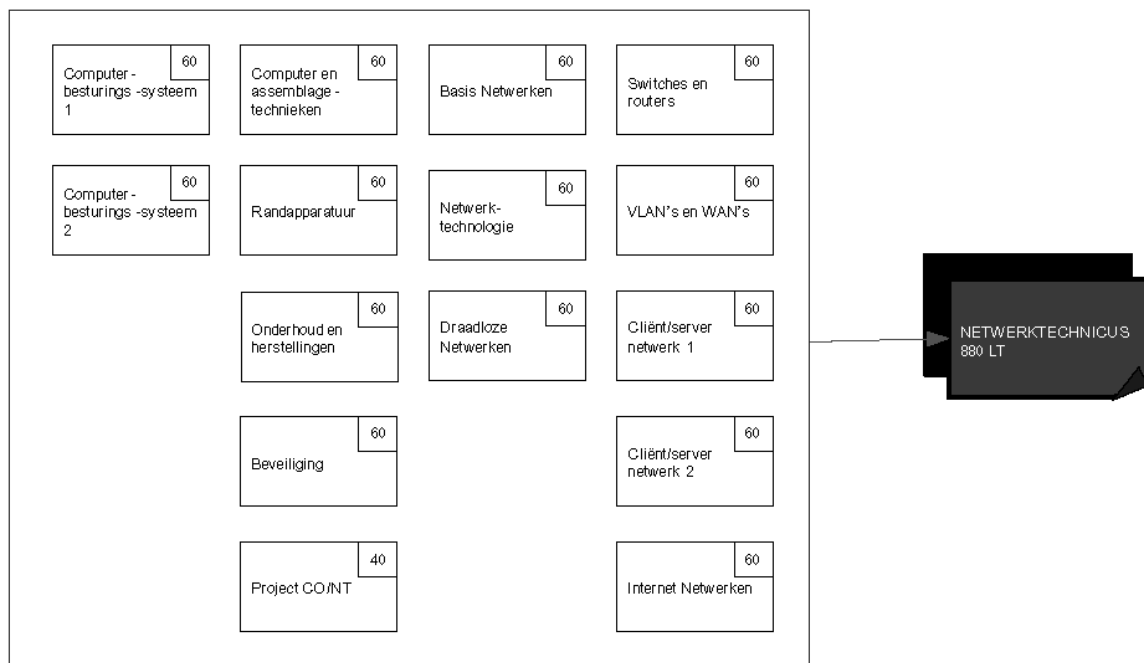 60
Computer -
besturings -systeem
1
60
Computer en
assemblage -
technieken
60
Basis Netwerken
60
Switches en
routers
60
Computer -
besturings -systeem
2
60
Randapparatuur
60
Netwerk-
technologie
60
VLAN's en WAN's
60
Onderhoud en
herstellingen
60
Draadloze
Netwerken
60
Cliënt/server
netwerk 1
NETWERKTECHNICUS
880 LT
60
Beveiliging
60
Cliënt/server
netwerk 2
40
Project CO/NT
60
Internet Netwerken